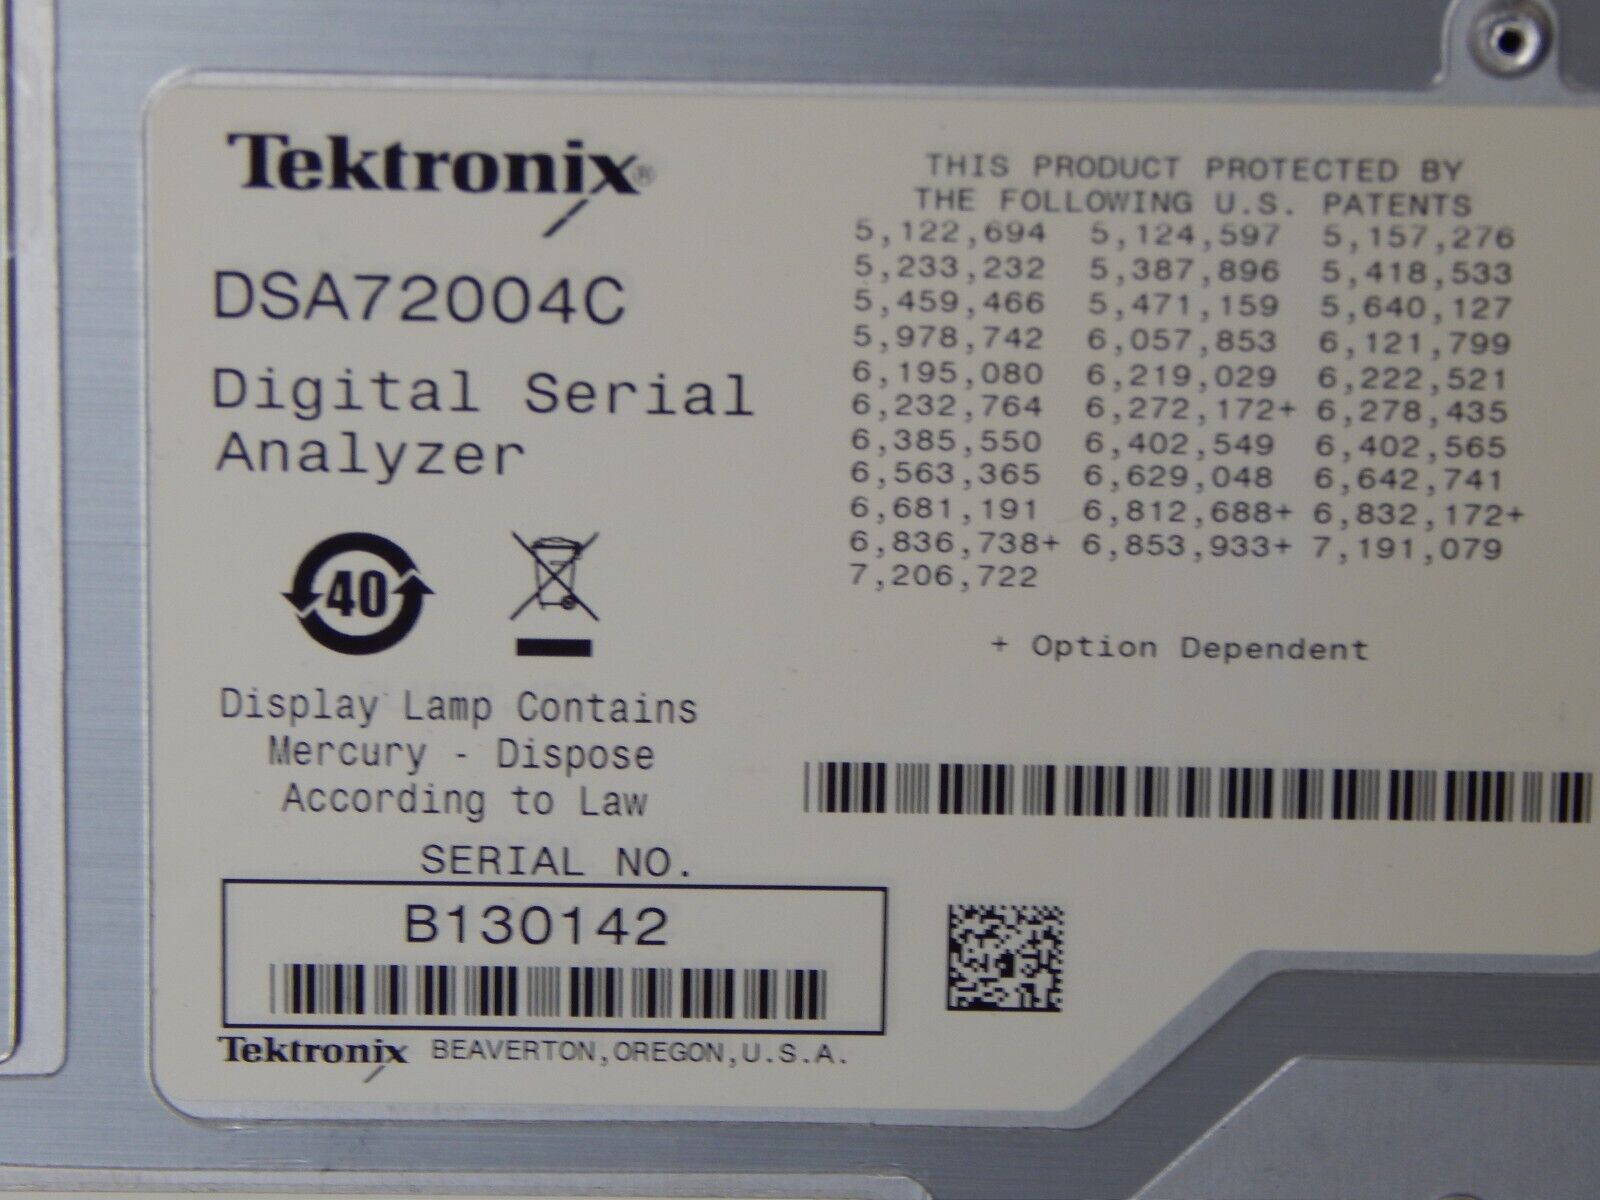 Tektronix®
DSA72004C
Digital Serial
Analyzer
40
Display Lamp Contains
Mercury - Dispose
According to Law
SERIAL NO.
B130142
Tektronix BEAVERTON,OREGON,U.S.A.
THIS PRODUCT PROTECTED BY
THE FOLLOWING U.S. PATENTS
5,122,694 5,124,597 5,157,276
5,233,232 5,387,896 5,418,533
5,459,466 5,471,159 5,640,127
5,978,742 6,057,853 6,121,799
6,195,080 6,219,029 6,222,521
6,232,764 6,272,172+ 6,278,435
6,385,550 6,402,549 6,402,565
6,563,365 6,629,048 6,642,741
6,681,191 6,812,688+ 6,832,172+
6,836,738+ 6,853,933+ 7,191,079
7,206,722
+ Option Dependent